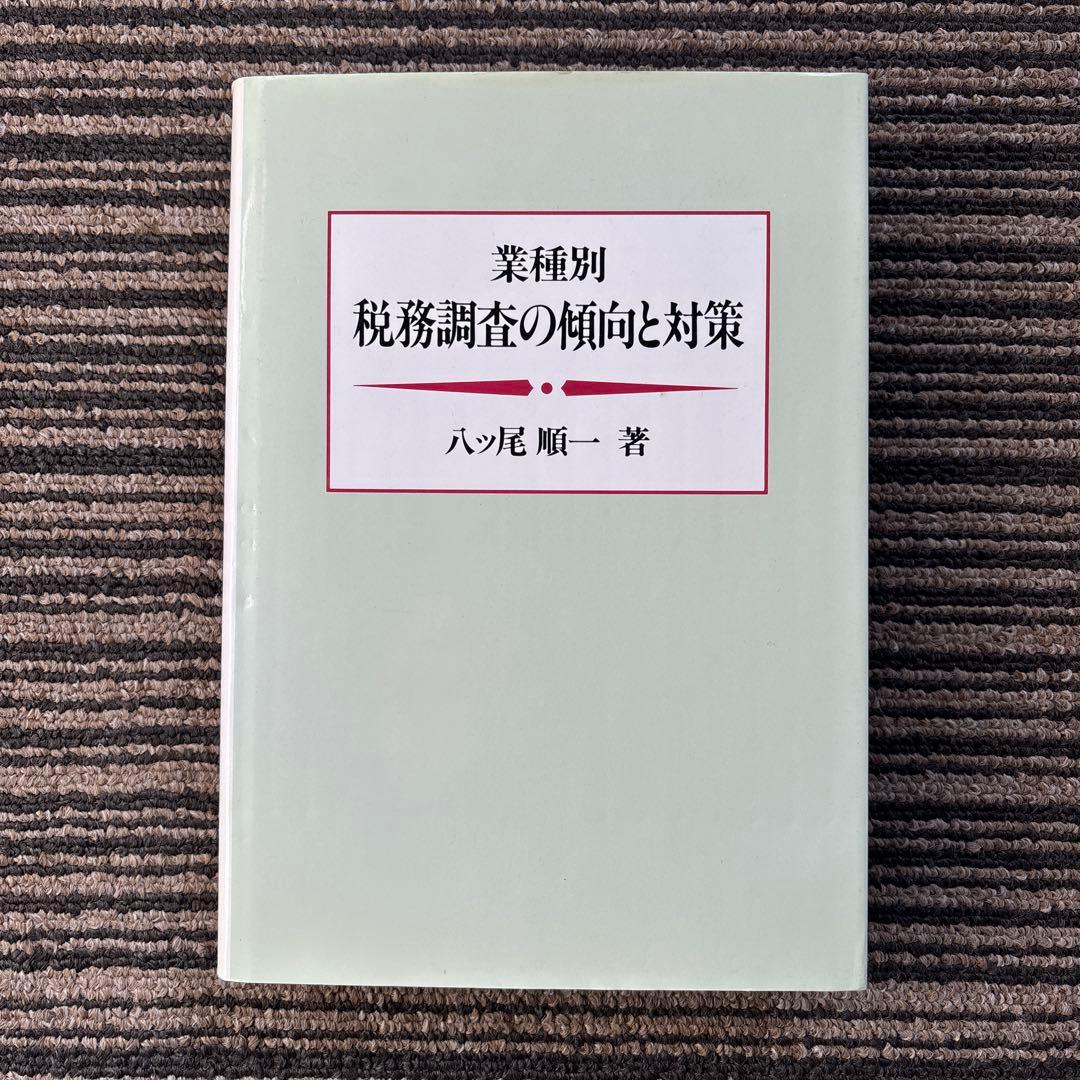 業種別
税務調査の傾向と対策
八ッ尾 順一 著